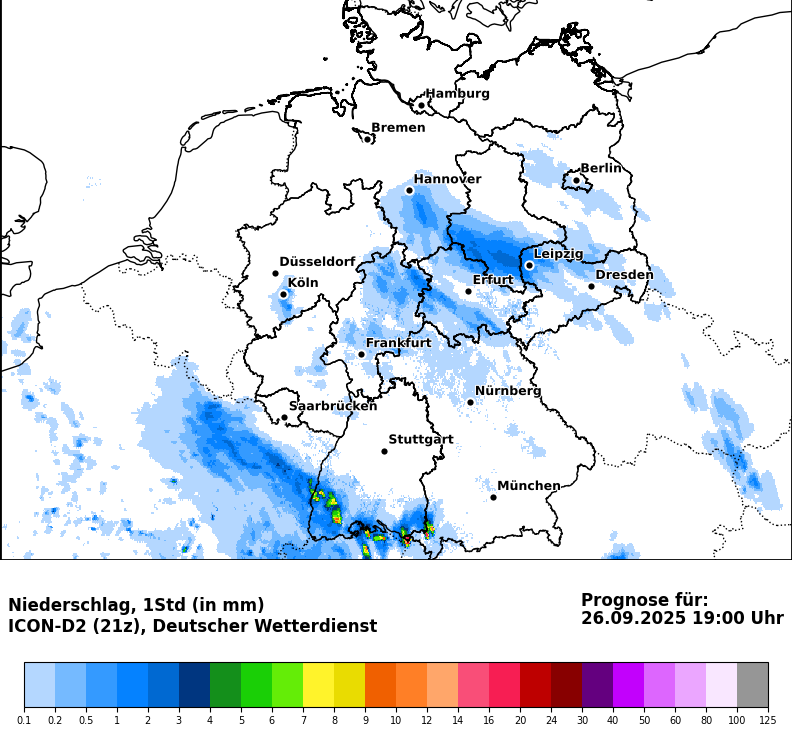 Hamburg
Bremen
Berlin
Hannover
Leipzig
Düsseldorf
Dresden
Köln
Erfurt
Frankfurt
Nürnberg
Saarbrücken
Stuttgart
München
Niederschlag, 1Std (in mm)
ICON-D2 (21z), Deutscher Wetterdienst
Prognose für:
26.09.2025 19:00 Uhr
0.1 0.2 0.5 1 2 3 4 5 6 7 8 9 10 12 14 16 20 24 30 40 50 60 80 100 125